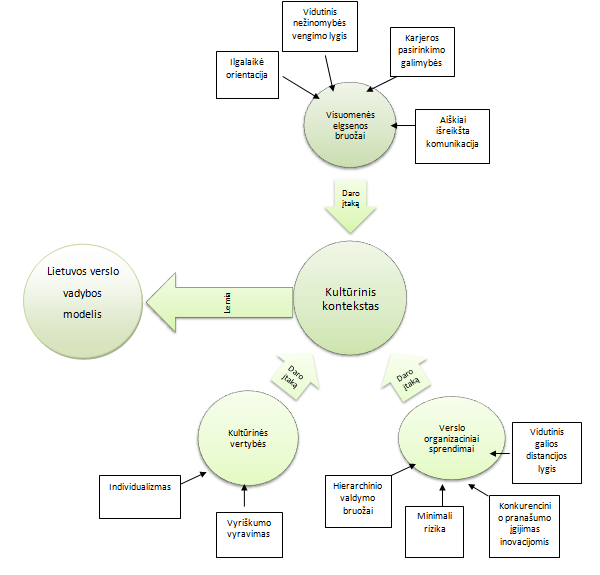 Vidutinis
nežinomybės
vengimo lygis
Karjeros
pasirinkimo
galimybės
Ilgalaikė
orientacija
Visuomenės
elgsenos
bruožai
Aiškiai
išreikšta
komunikacija
Daro
įtaką
Lietuvos verslo
vadybos
modelis
Lemia
Kultūrinis
kontekstas
Daro
įtaką
Daro
įtaką
Kultūrinės
vertybės
Verslo
organizaciniai
sprendimai
Vidutinis
galios
distancijos
lygis
Individualizmas
Vyriškumo
vyravimas
Hierarchinio
valdymo
bruožai
Minimali
rizika
Konkurencini
o pranašumo
įgijimas
inovacijomis